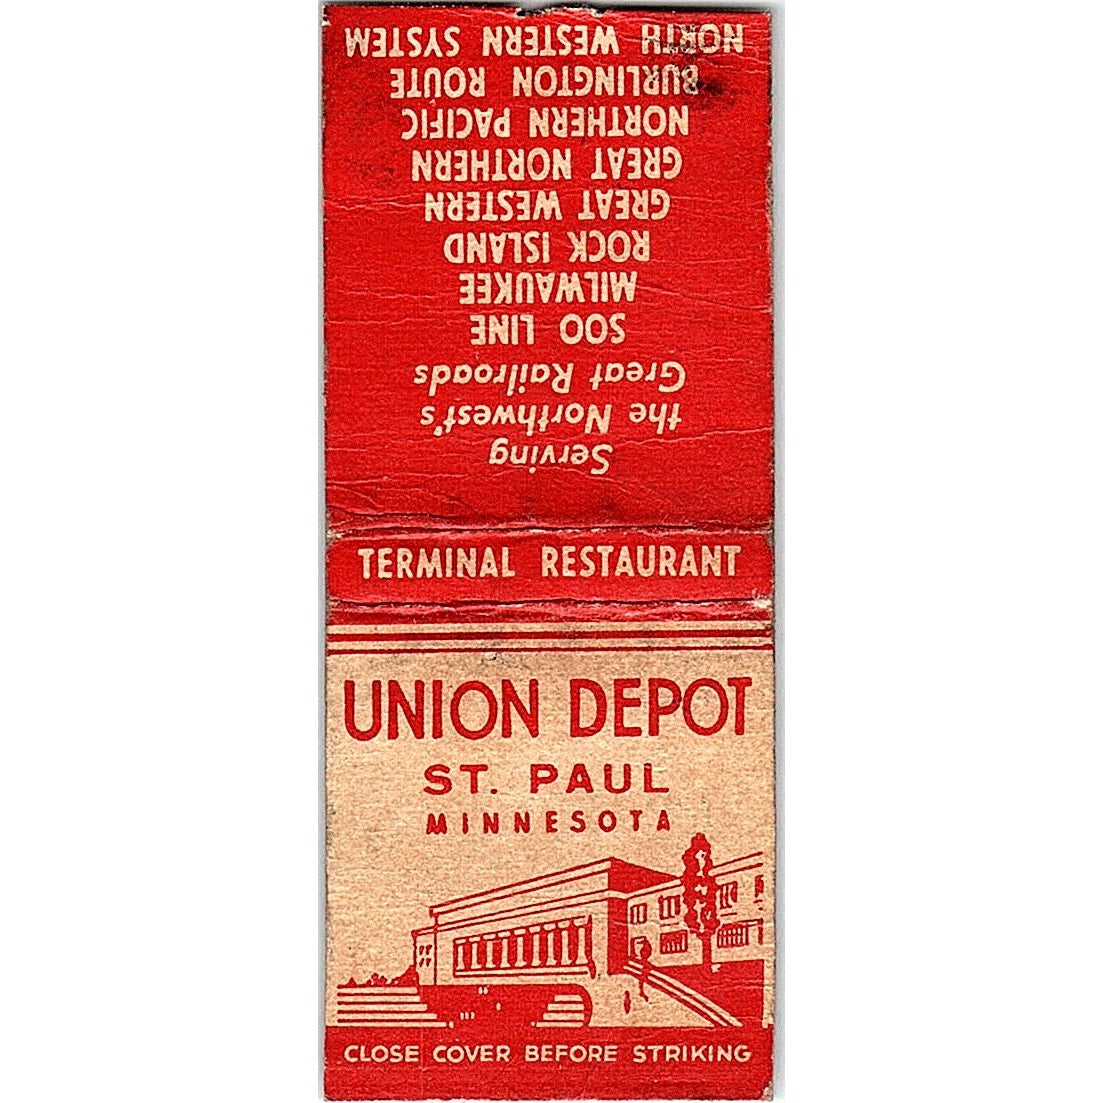 Serving
the Northwest's
Great Railroads
SOO LINE
MILWAUKEE
ROCK ISLAND
GREAT WESTERN
GREAT NORTHERN
NORTHERN PACIFIC
BURLINGTON ROUTE
NORTH WESTERN SYSTEM
TERMINAL RESTAURANT
UNION DEPOT
ST. PAUL
MINNESOTA
CLOSE COVER BEFORE STRIKING